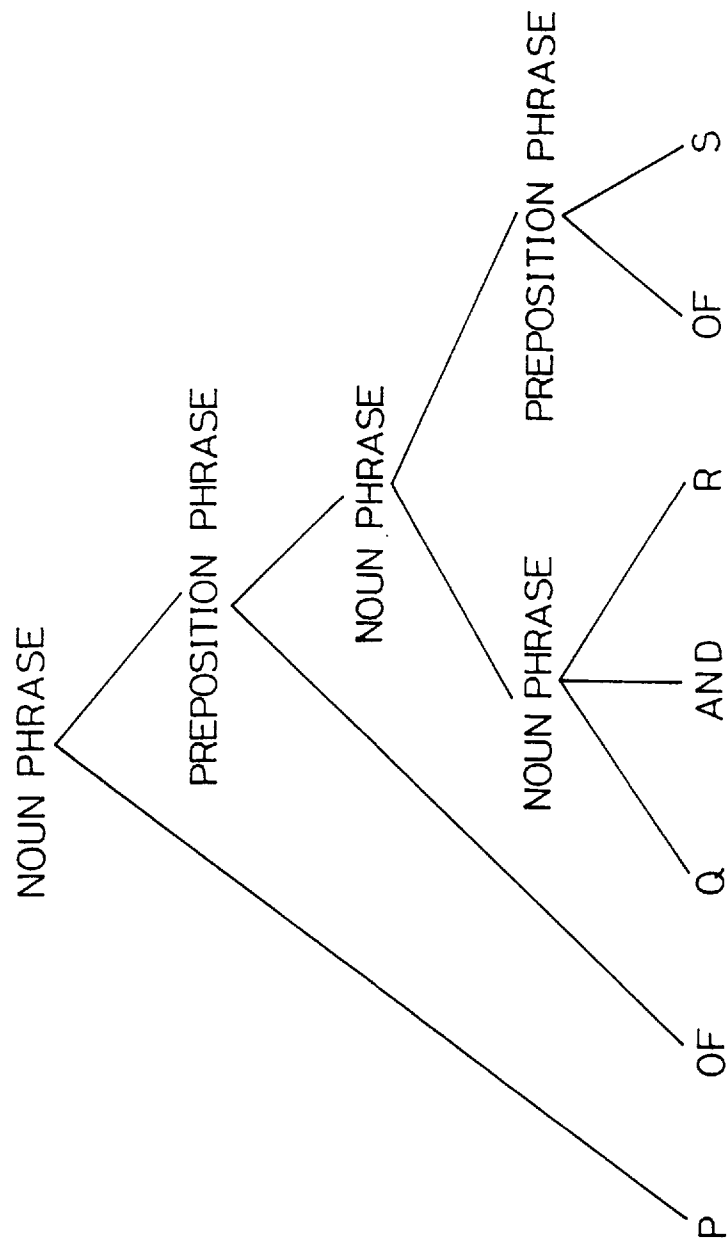 NOUN PHRASE
PREPOSITION PHRASE
NOUN PHRASE
NOUN PHRASE PREPOSITION PHRASE
P OF Q AND R OF S